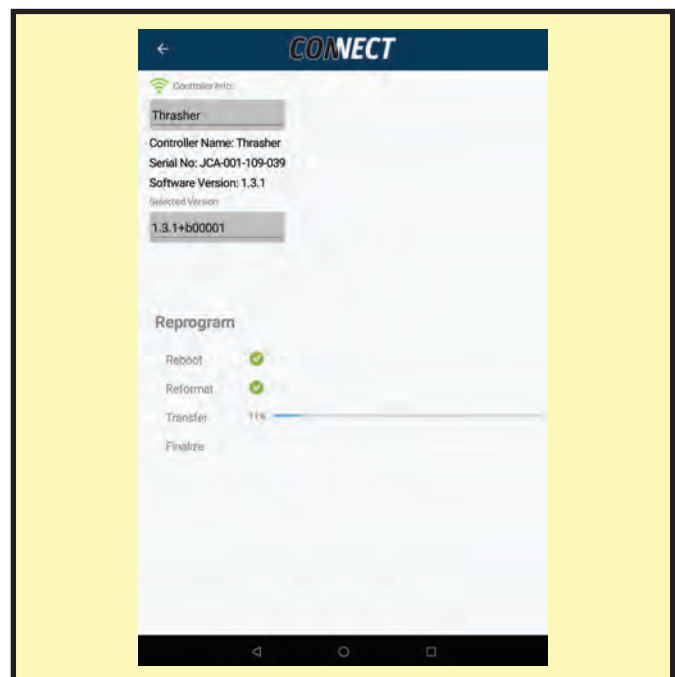 CONNECT
Controller Info:
Thrasher
Controller Name: Thrasher
Serial No: JCA-001-109-039
Software Version: 1.3.1
Selected Version
1.3.1+b00001
Reprogram
Reboot
Reformat
Transfer 11%
Finalize